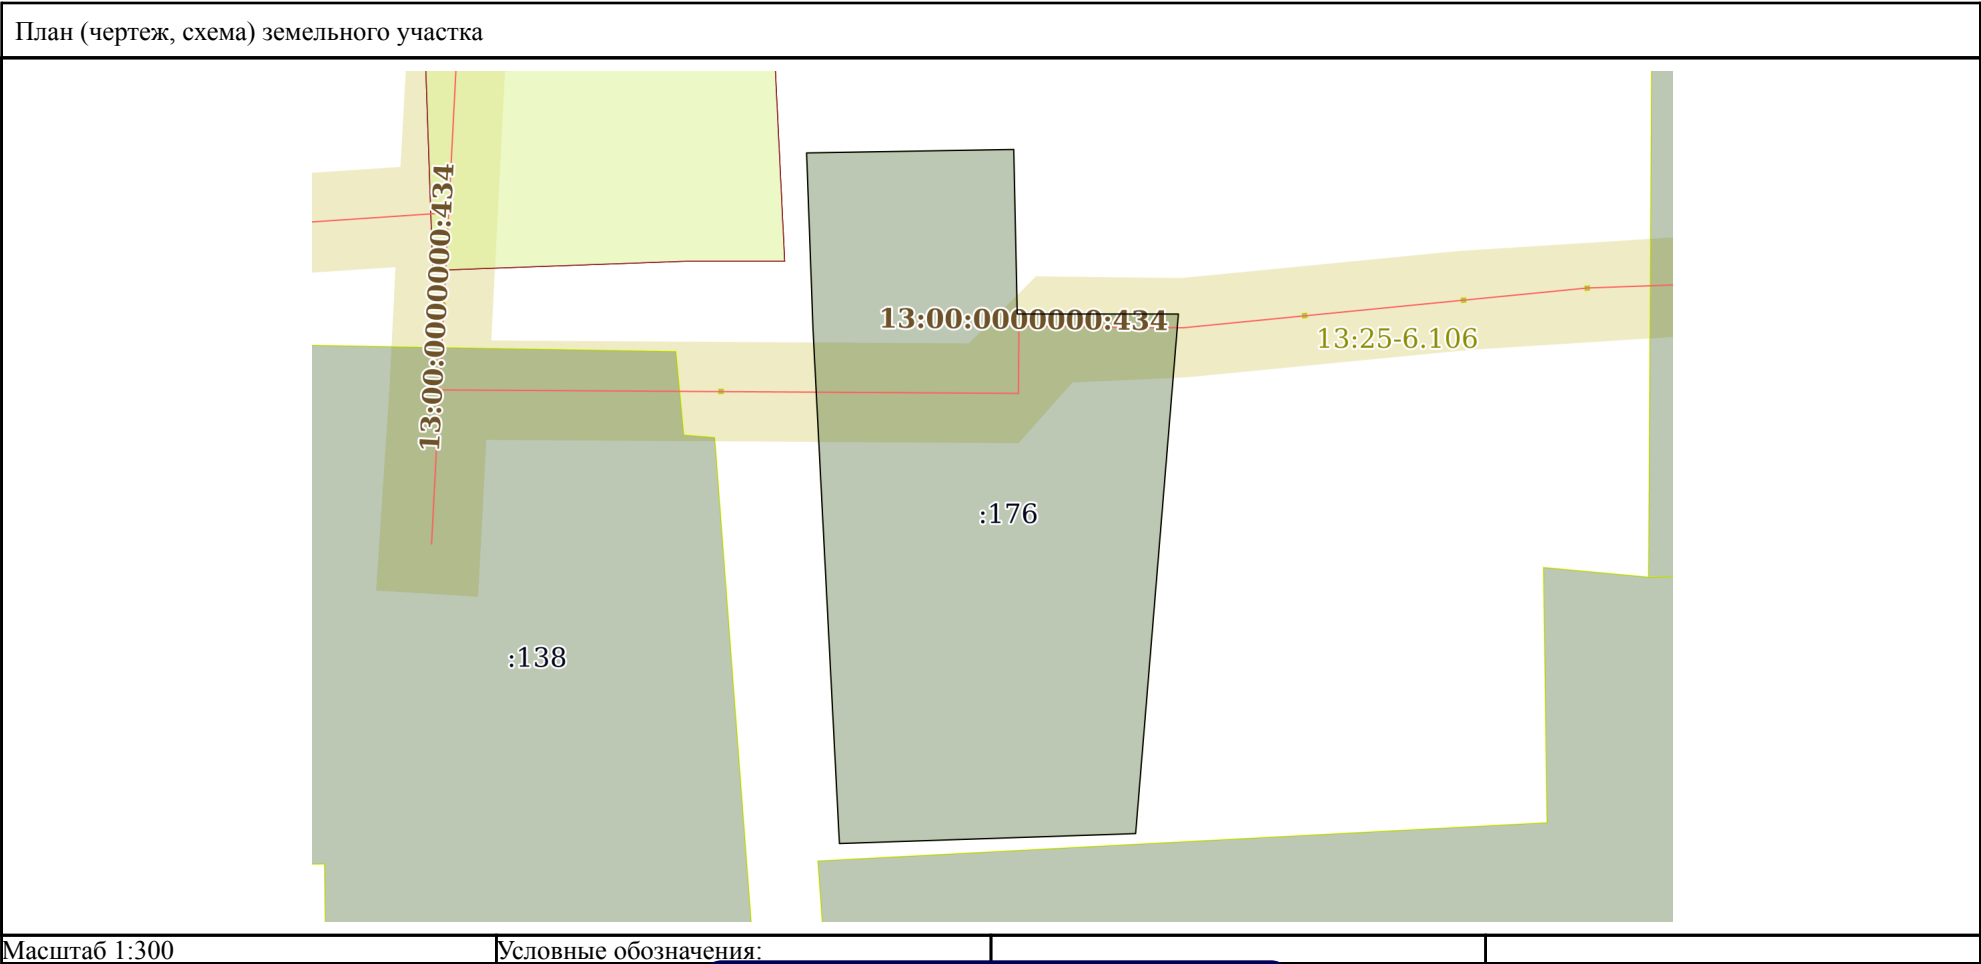 План (чертеж, схема) земельного участка
13:00:0000000:434
13:00:0000000:434
13:25-6.106
:176
:138
Масштаб 1:300
Условные обозначения: